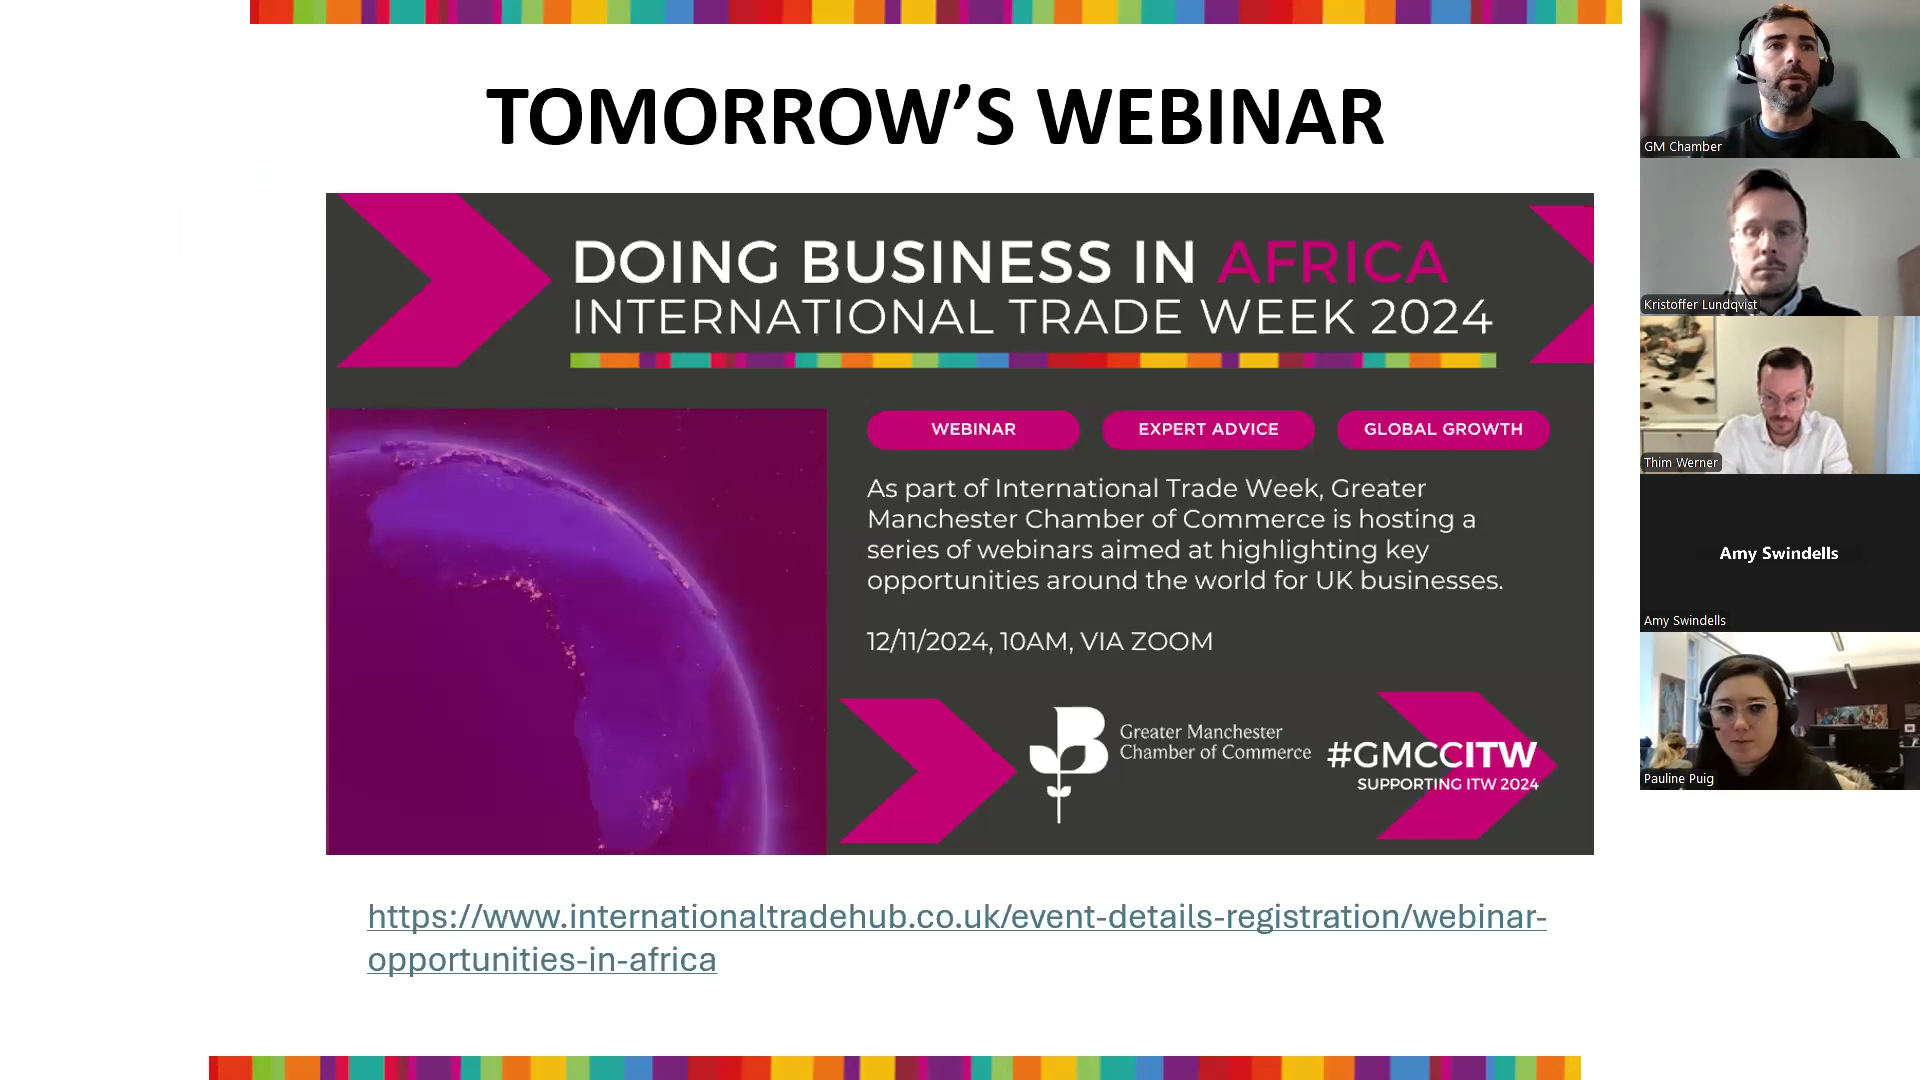 TOMORROW'S WEBINAR
DOING BUSINESS IN AFRICA
INTERNATIONAL TRADE WEEK 2024
WEBINAR
EXPERT ADVICE
GLOBAL GROWTH
As part of International Trade Week, Greater
Manchester Chamber of Commerce is hosting a
series of webinars aimed at highlighting key
opportunities around the world for UK businesses.
12/11/2024, 10AM, VIA ZOOM
Greater Manchester
Chamber of Commerce
#GMCCITW
SUPPORTING ITW 2024
https://www.internationaltradehub.co.uk/event-details-registration/webinar-
opportunities-in-africa
GM Chamber
Kristoffer Lundqvist
Thim Werner
Amy Swindells
Amy Swindells
Pauline Puig